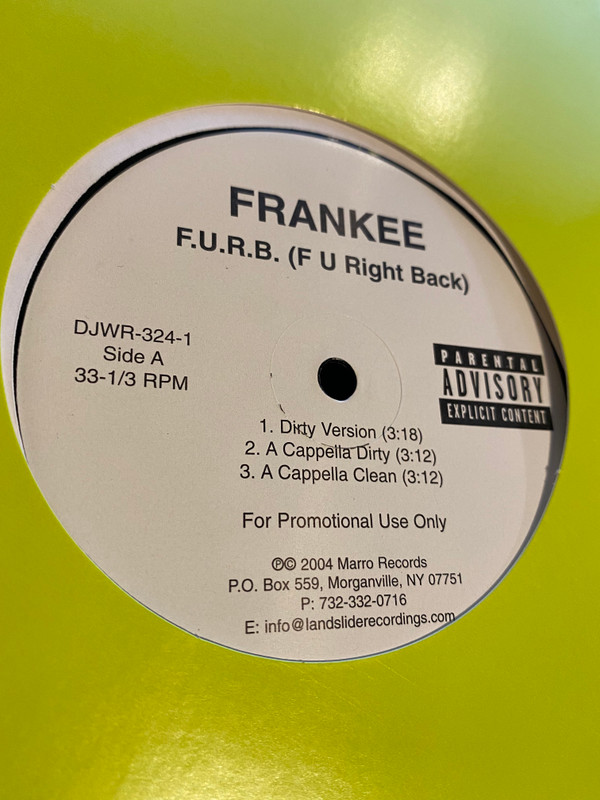 FRANKEE
F.U.R.B. (F U Right Back)
DJWR-324-1
Side A
33-1/3 RPM
PARENTAL
ADVISORY
EXPLICIT CONTENT
1. Dirty Version (3:18)
2. A Cappella Dirty (3:12)
3. A Cappella Clean (3:12)
For Promotional Use Only
℗© 2004 Marro Records
P.O. Box 559, Morganville, NY 07751
P: 732-332-0716
E: info@landsliderecordings.com